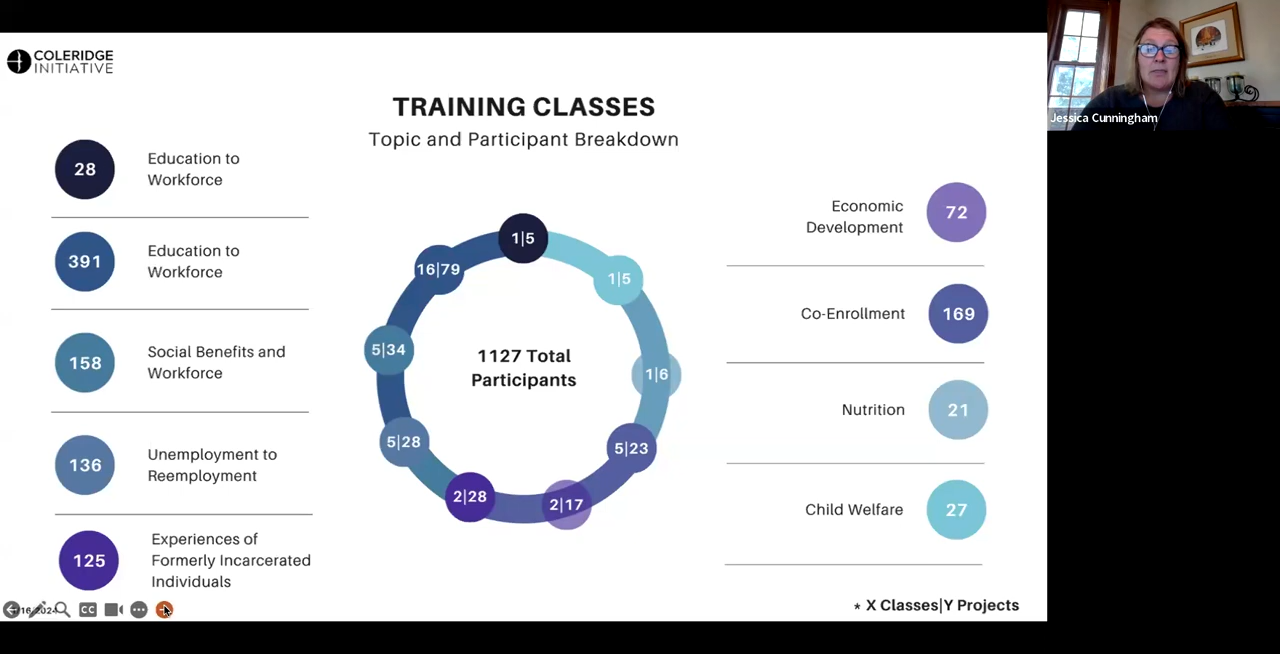 COLERIDGE
INITIATIVE
TRAINING CLASSES
Topic and Participant Breakdown
28
Education to
Workforce
391
Education to
Workforce
158
Social Benefits and
Workforce
136
Unemployment to
Reemployment
125
Experiences of
Formerly Incarcerated
Individuals
1|5
1|5
1|6
5|23
2|17
2|28
5|28
5|34
16|79
1127 Total
Participants
Economic
Development
72
Co-Enrollment
169
Nutrition
21
Child Welfare
27
* X Classes|Y Projects
CC
Jessica Cunningham